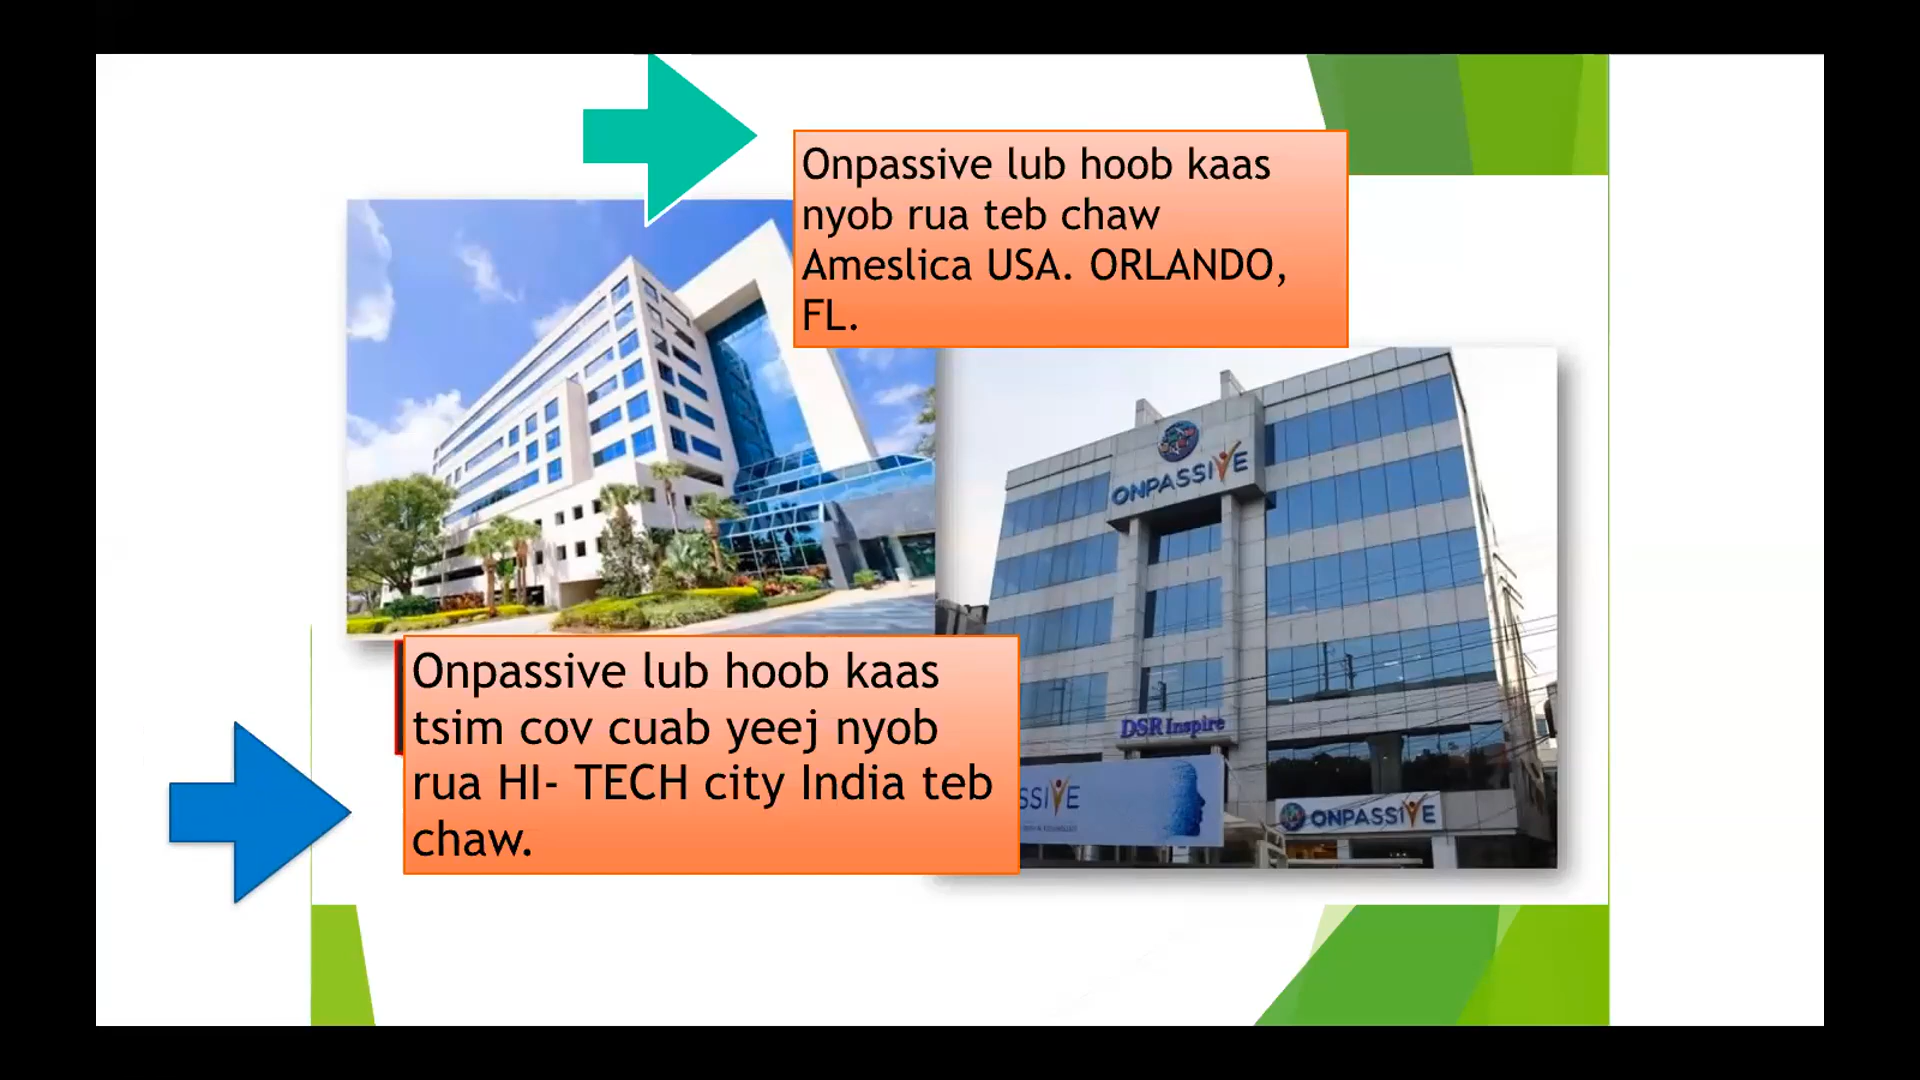 Onpassive lub hoob kaas
nyob rua teb chaw
Ameslica USA. ORLANDO,
FL.
ONPASSIVE
DSR Inspire
SSIVE
ONPASSIVE
Onpassive lub hoob kaas
tsim cov cuab yeej nyob
rua HI- TECH city India teb
chaw.